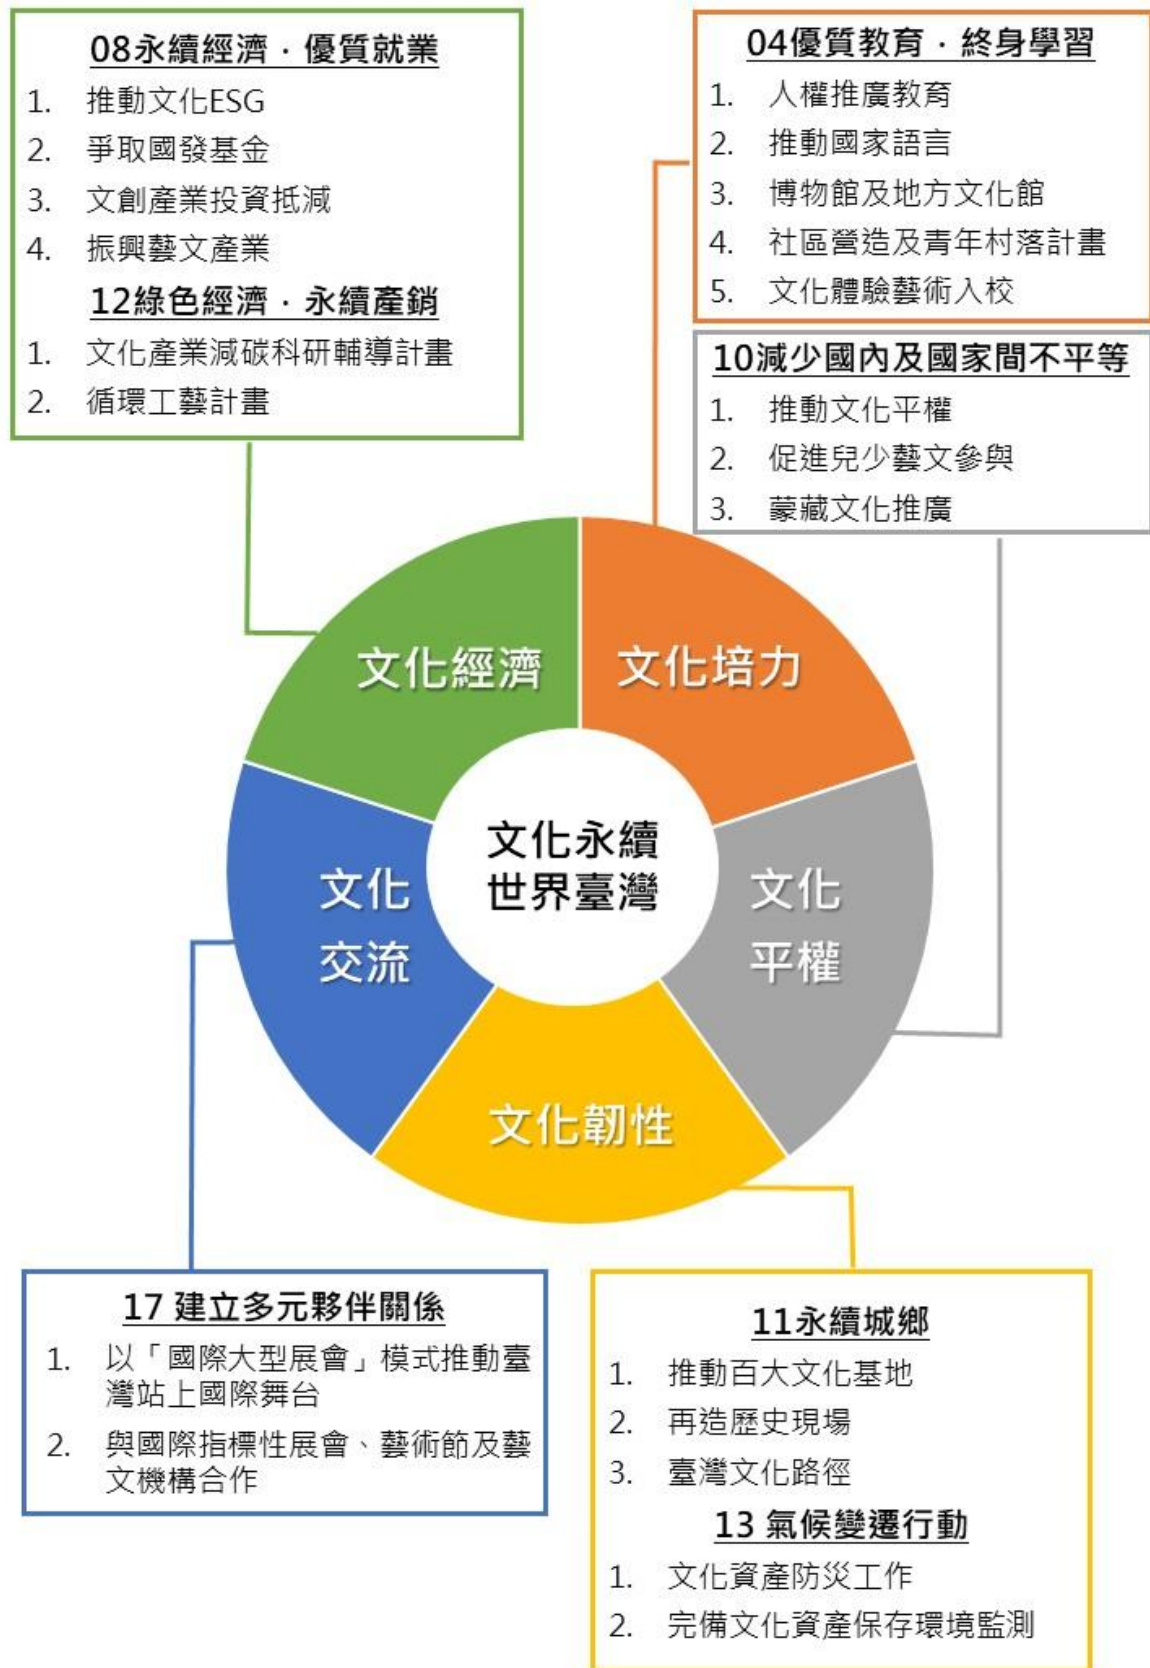 08永續經濟．優質就業
1. 推動文化ESG
2. 爭取國發基金
3. 文創產業投資抵減
4. 振興藝文產業
12綠色經濟．永續產銷
1. 文化產業減碳科研輔導計畫
2. 循環工藝計畫
04優質教育．終身學習
1. 人權推廣教育
2. 推動國家語言
3. 博物館及地方文化館
4. 社區營造及青年村落計畫
5. 文化體驗藝術入校
10減少國內及國家間不平等
1. 推動文化平權
2. 促進兒少藝文參與
3. 蒙藏文化推廣
文化經濟
文化培力
文化永續
世界臺灣
文化
交流
文化
平權
文化韌性
17 建立多元夥伴關係
1. 以「國際大型展會」模式推動臺
灣站上國際舞台
2. 與國際指標性展會、藝術節及藝
文機構合作
11永續城鄉
1. 推動百大文化基地
2. 再造歷史現場
3. 臺灣文化路徑
13 氣候變遷行動
1. 文化資產防災工作
2. 完備文化資產保存環境監測